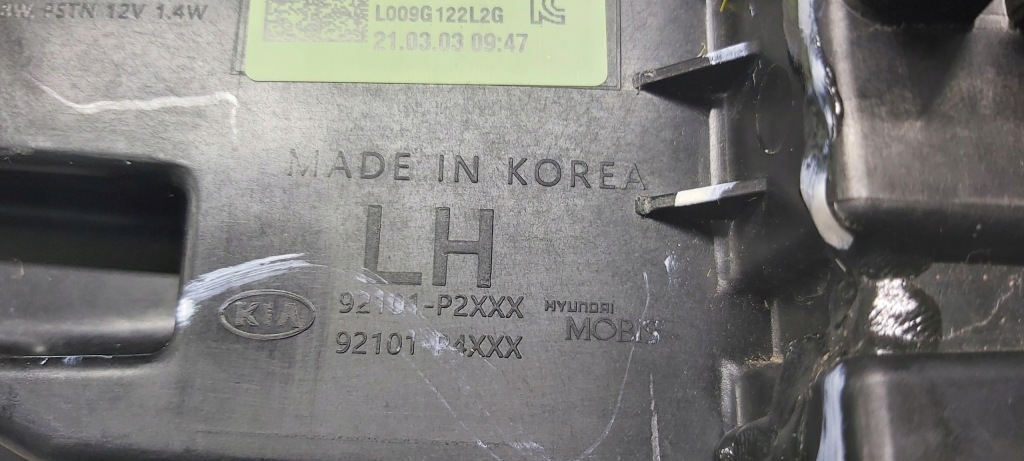 PSTN 12V 1.4W
L009G122L2G
21.03.03 09:47
MADE IN KOREA
LH
KIA
92101-P2XXX
92101-P4XXX
HYUNDAI
MOBIS